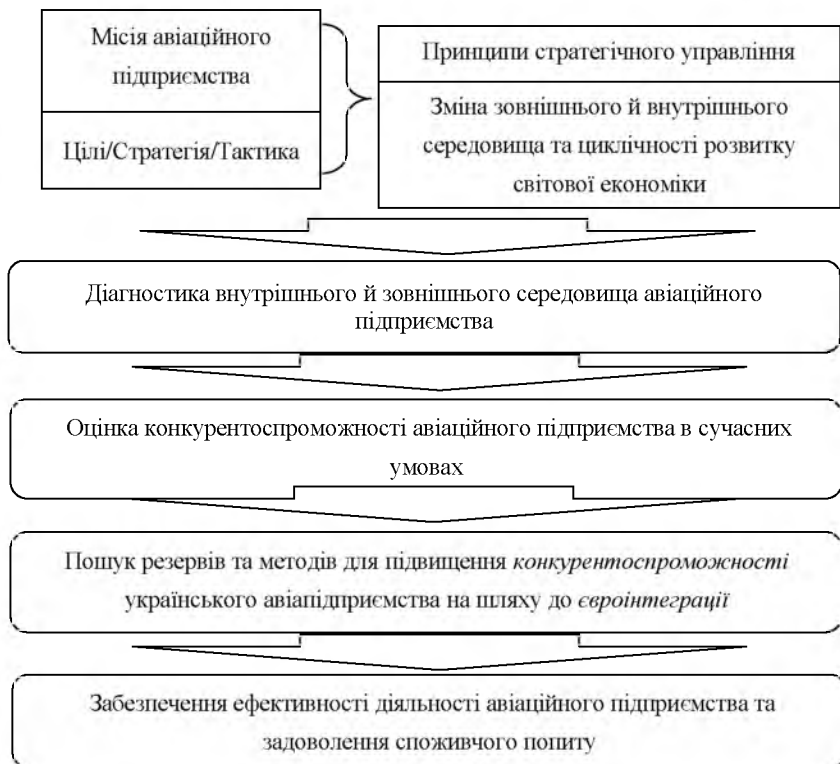 Місія авіаційного
підприємства
Цілі/Стратегія/Тактика
Принципи стратегічного управління
Зміна зовнішнього й внутрішнього
середовища та циклічності розвитку
світової економіки
Діагностика внутрішнього й зовнішнього середовища авіаційного
підприємства
Оцінка конкурентоспроможності авіаційного підприємства в сучасних
умовах
Пошук резервів та методів для підвищення конкурентоспроможності
українського авіапідприємства на шляху до євроінтеграції
Забезпечення ефективності діяльності авіаційного підприємства та
задоволення споживчого попиту